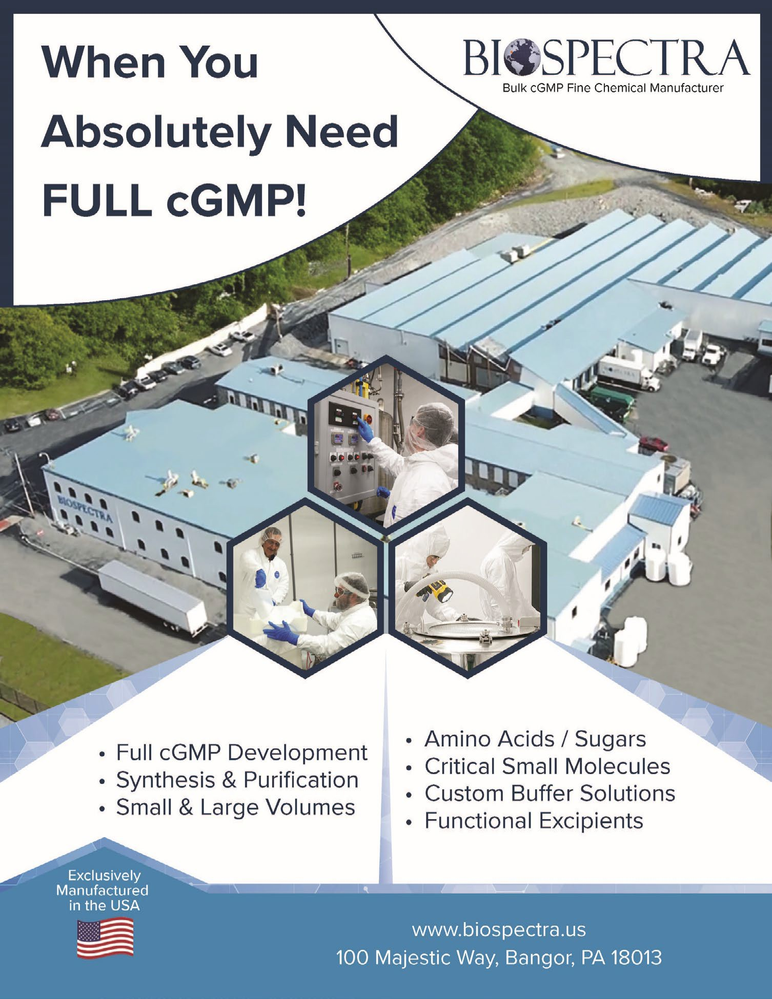 When You
Absolutely Need
FULL cGMP!
BIOSPECTRA
Bulk cGMP Fine Chemical Manufacturer
BIOSPECTRA
BIOSPECTRA
• Full cGMP Development
• Synthesis & Purification
• Small & Large Volumes
• Amino Acids / Sugars
• Critical Small Molecules
• Custom Buffer Solutions
• Functional Excipients
Exclusively
Manufactured
in the USA
www.biospectra.us
100 Majestic Way, Bangor, PA 18013